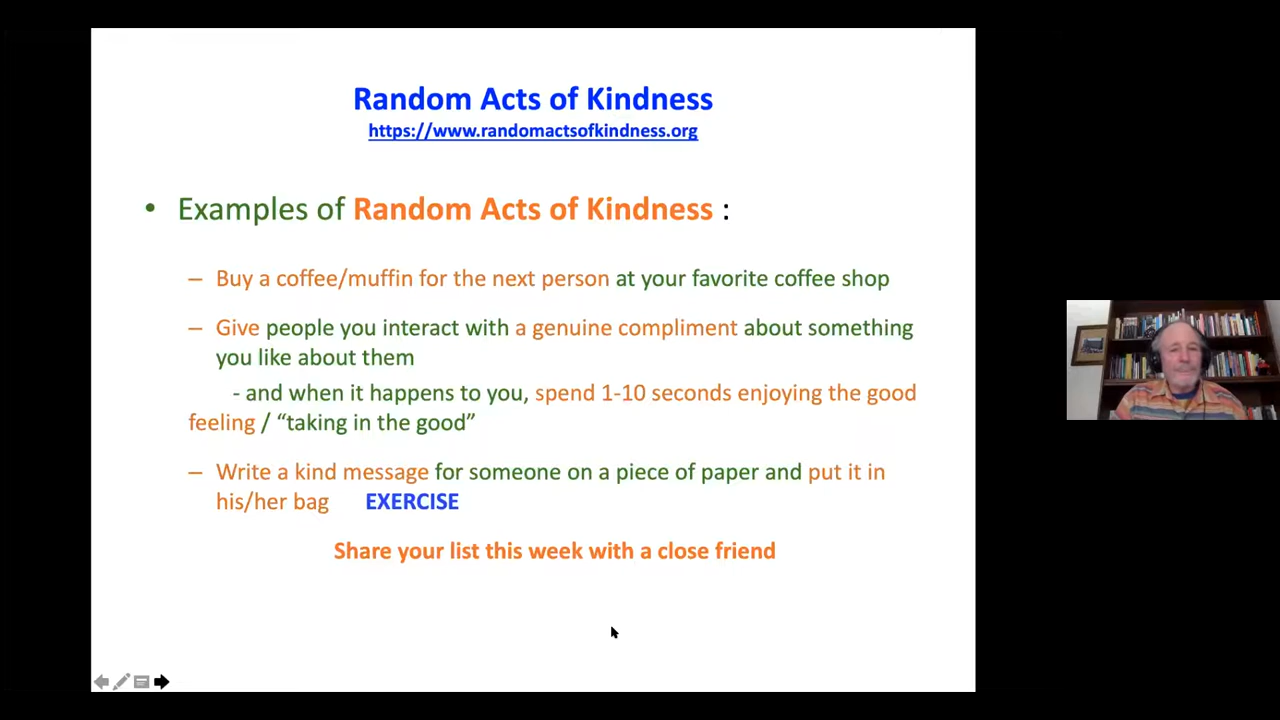 Random Acts of Kindness
https://www.randomactsofkindness.org
• Examples of Random Acts of Kindness :
– Buy a coffee/muffin for the next person at your favorite coffee shop
– Give people you interact with a genuine compliment about something
you like about them
- and when it happens to you, spend 1-10 seconds enjoying the good
feeling / “taking in the good”
– Write a kind message for someone on a piece of paper and put it in
his/her bag EXERCISE
Share your list this week with a close friend